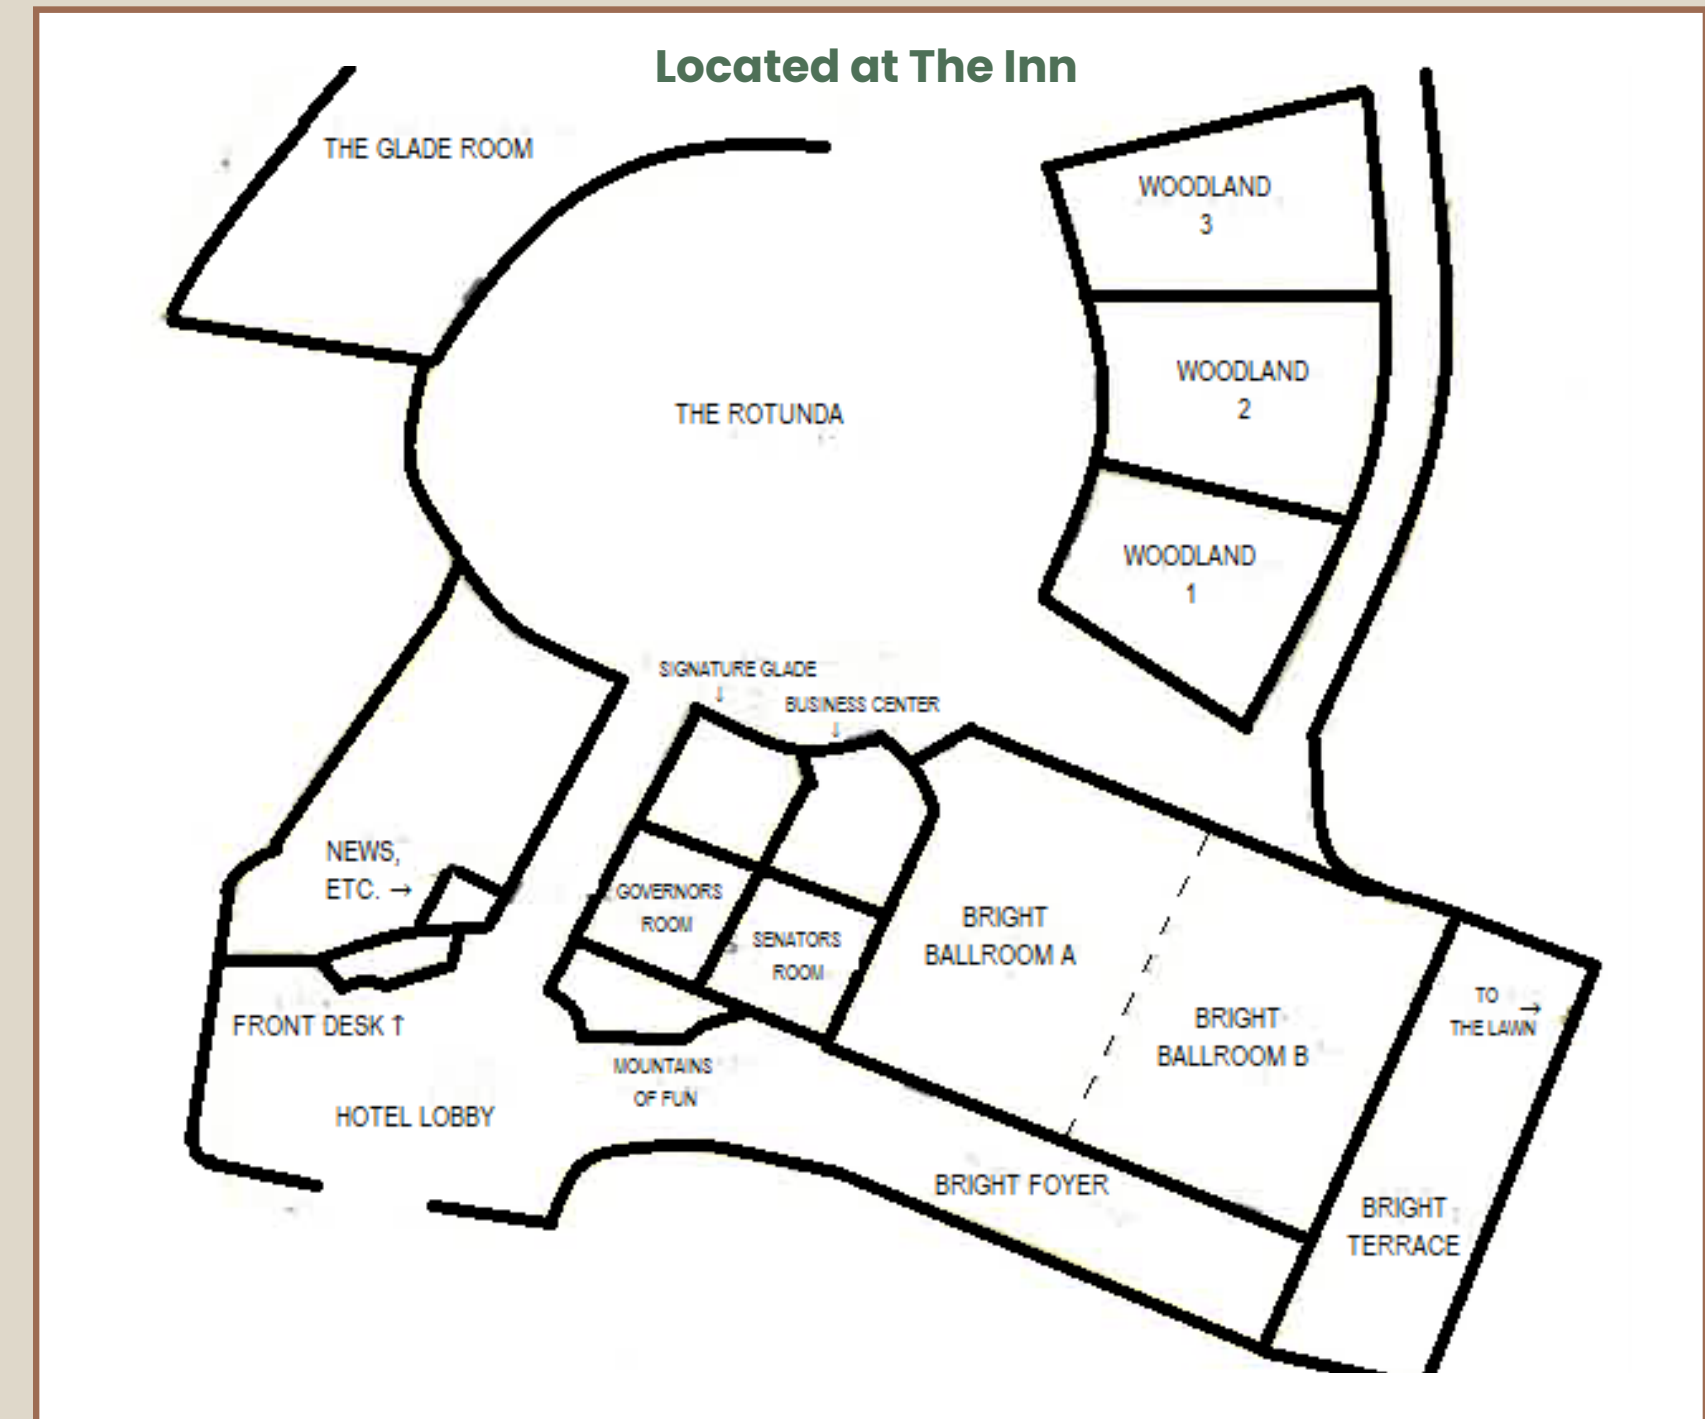 Located at The Inn
THE GLADE ROOM
WOODLAND
3
WOODLAND
2
THE ROTUNDA
WOODLAND
1
SIGNATURE GLADE
↓
BUSINESS CENTER
↓
NEWS,
ETC. →
GOVERNORS
ROOM
SENATORS
ROOM
BRIGHT
BALLROOM A
BRIGHT
BALLROOM B
TO →
THE LAWN
FRONT DESK ↑
MOUNTAINS
OF FUN
HOTEL LOBBY
BRIGHT FOYER
BRIGHT
TERRACE